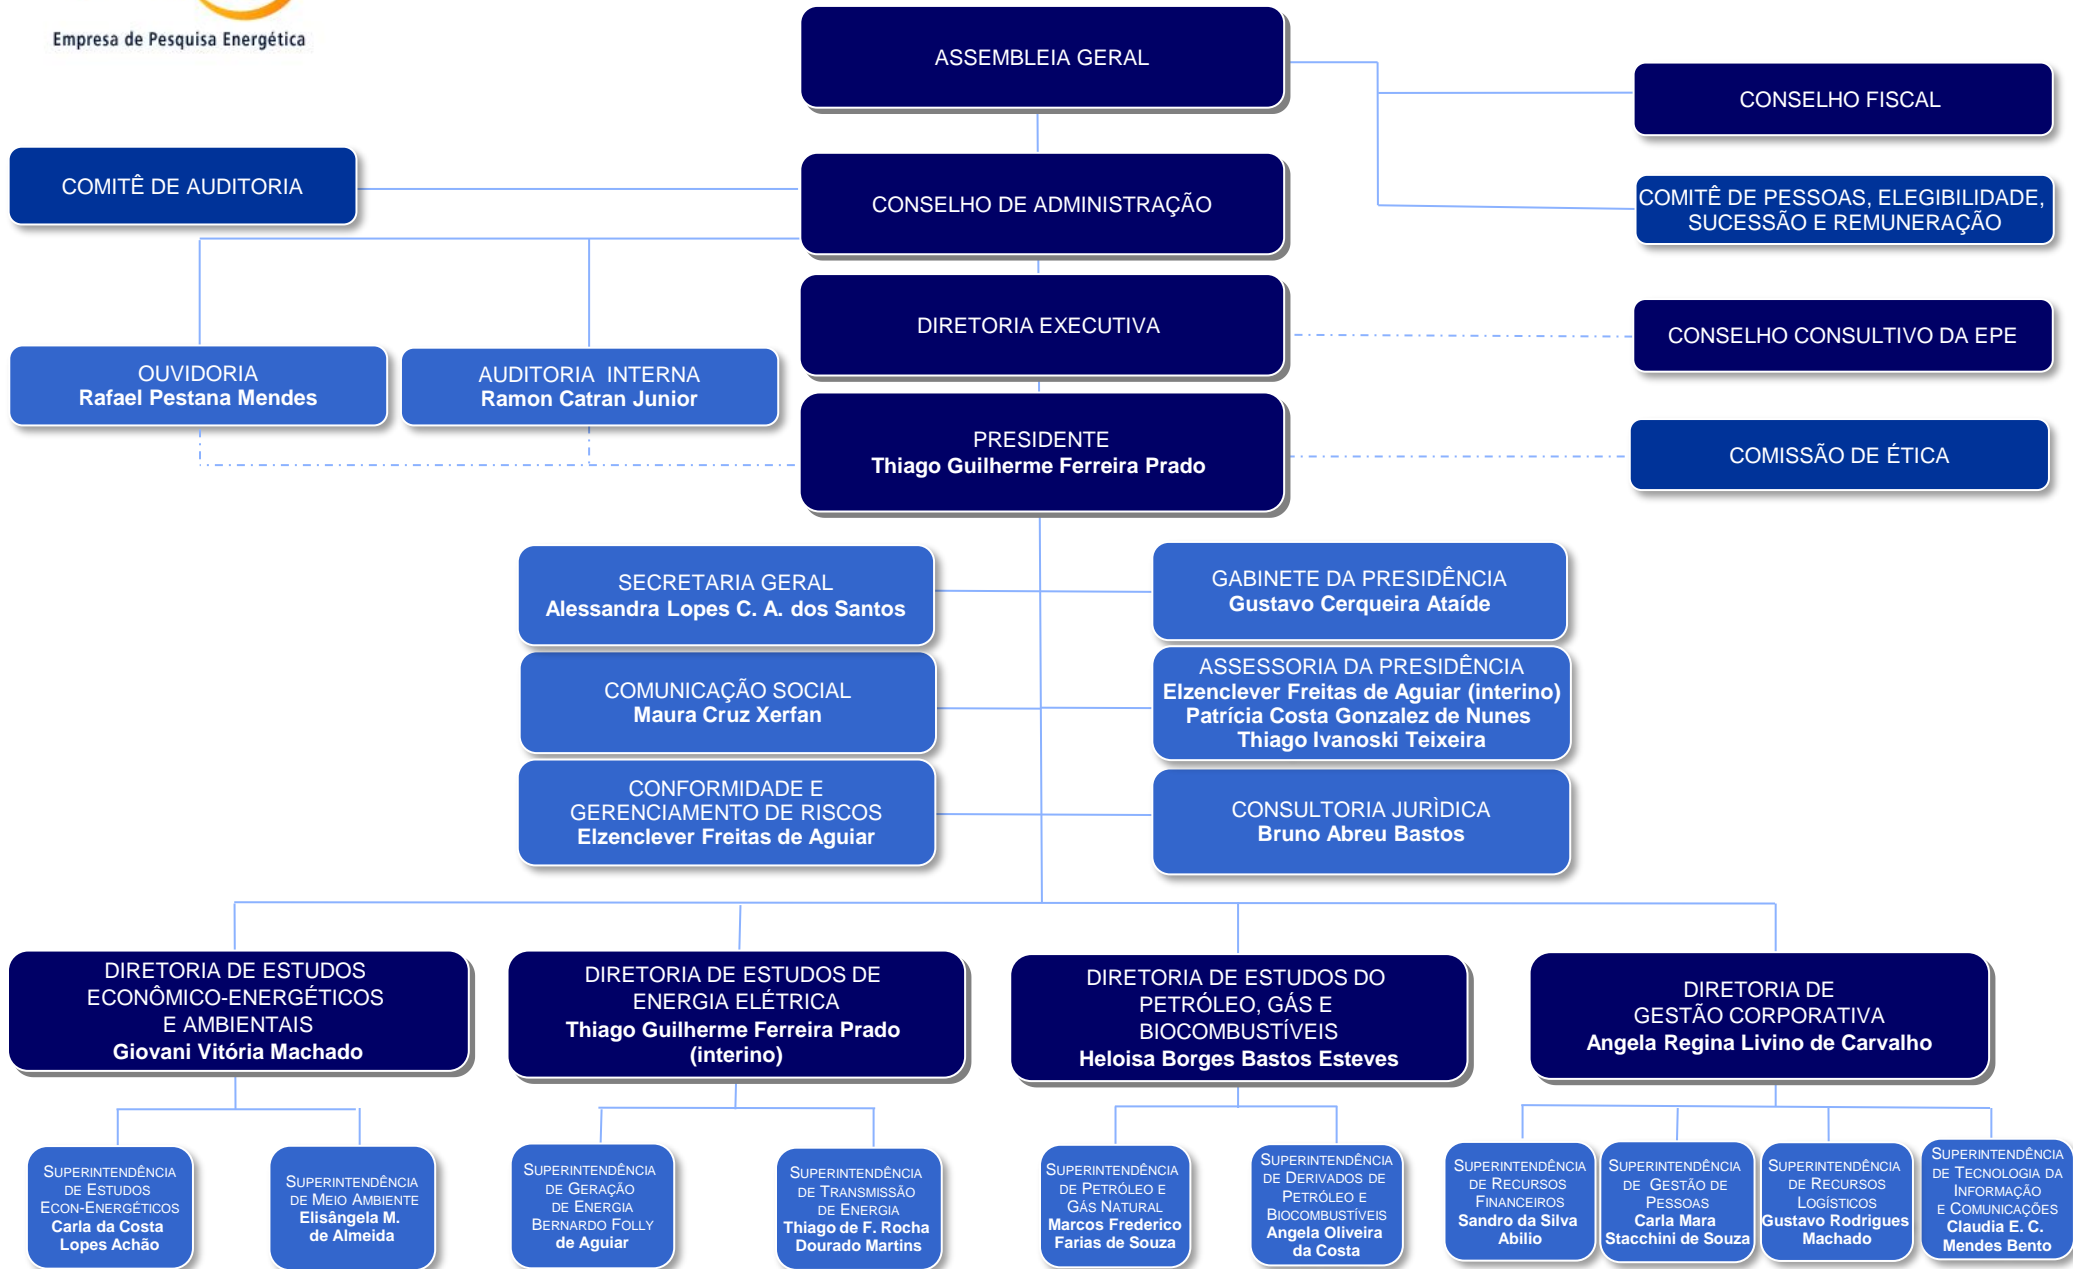 Empresa de Pesquisa Energética
ASSEMBLEIA GERAL
CONSELHO FISCAL
COMITÊ DE AUDITORIA
CONSELHO DE ADMINISTRAÇÃO
COMITÊ DE PESSOAS, ELEGIBILIDADE,
SUCESSÃO E REMUNERAÇÃO
DIRETORIA EXECUTIVA
CONSELHO CONSULTIVO DA EPE
OUVIDORIA
Rafael Pestana Mendes
AUDITORIA INTERNA
Ramon Catran Junior
PRESIDENTE
Thiago Guilherme Ferreira Prado
COMISSÃO DE ÉTICA
SECRETARIA GERAL
Alessandra Lopes C. A. dos Santos
GABINETE DA PRESIDÊNCIA
Gustavo Cerqueira Ataíde
COMUNICAÇÃO SOCIAL
Maura Cruz Xerfan
ASSESSORIA DA PRESIDÊNCIA
Elzenclever Freitas de Aguiar (interino)
Patrícia Costa Gonzalez de Nunes
Thiago Ivanoski Teixeira
CONFORMIDADE E
GERENCIAMENTO DE RISCOS
Elzenclever Freitas de Aguiar
CONSULTORIA JURÌDICA
Bruno Abreu Bastos
DIRETORIA DE ESTUDOS
ECONÔMICO-ENERGÉTICOS
E AMBIENTAIS
Giovani Vitória Machado
DIRETORIA DE ESTUDOS DE
ENERGIA ELÉTRICA
Thiago Guilherme Ferreira Prado
(interino)
DIRETORIA DE ESTUDOS DO
PETRÓLEO, GÁS E
BIOCOMBUSTÍVEIS
Heloisa Borges Bastos Esteves
DIRETORIA DE
GESTÃO CORPORATIVA
Angela Regina Livino de Carvalho
SUPERINTENDÊNCIA
DE ESTUDOS
ECON-ENERGÉTICOS
Carla da Costa
Lopes Achão
SUPERINTENDÊNCIA
DE MEIO AMBIENTE
Elisângela M.
de Almeida
SUPERINTENDÊNCIA
DE GERAÇÃO
DE ENERGIA
BERNARDO FOLLY
de Aguiar
SUPERINTENDÊNCIA
DE TRANSMISSÃO
DE ENERGIA
Thiago de F. Rocha
Dourado Martins
SUPERINTENDÊNCIA
DE PETRÓLEO E
GÁS NATURAL
Marcos Frederico
Farias de Souza
SUPERINTENDÊNCIA
DE DERIVADOS DE
PETRÓLEO E
BIOCOMBUSTÍVEIS
Angela Oliveira
da Costa
SUPERINTENDÊNCIA
DE RECURSOS
FINANCEIROS
Sandro da Silva
Abilio
SUPERINTENDÊNCIA
DE GESTÃO DE
PESSOAS
Carla Mara
Stacchini de Souza
SUPERINTENDÊNCIA
DE RECURSOS
LOGÍSTICOS
Gustavo Rodrigues
Machado
SUPERINTENDÊNCIA
DE TECNOLOGIA DA
INFORMAÇÃO
E COMUNICAÇÕES
Claudia E. C.
Mendes Bento